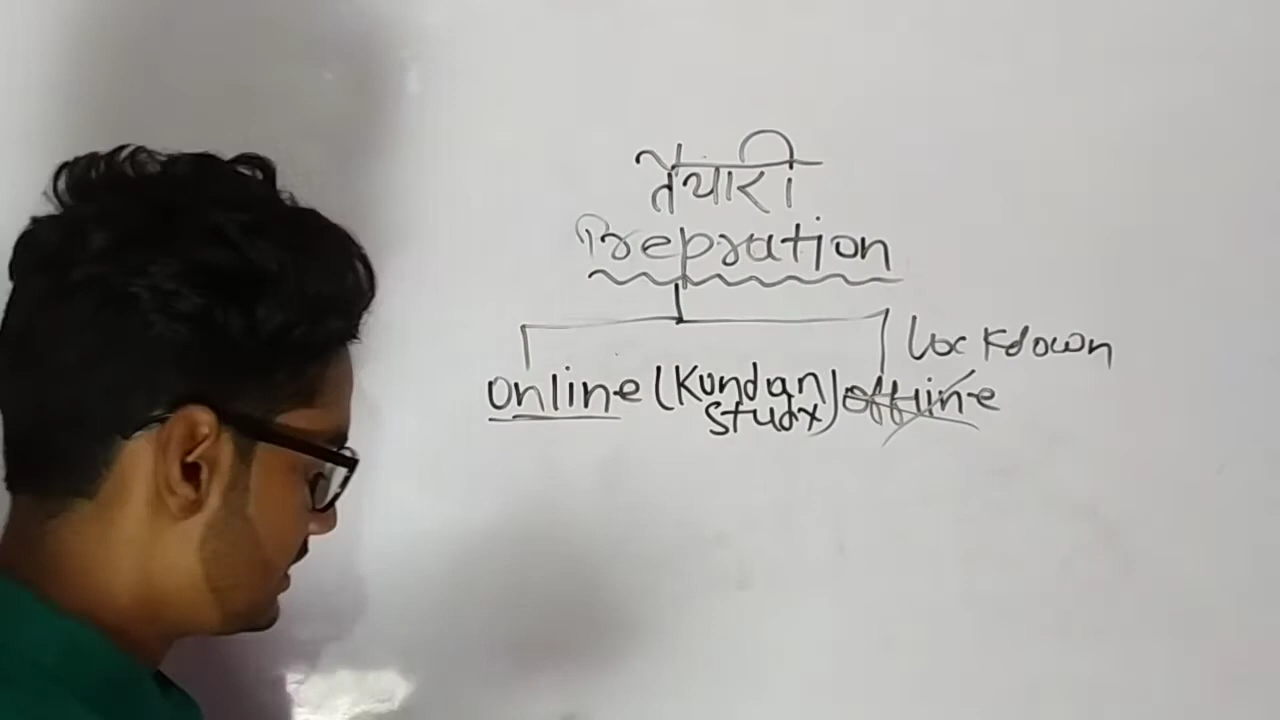 तैयारी
Prepration
Lockdown
Online (Kundan Study) offline